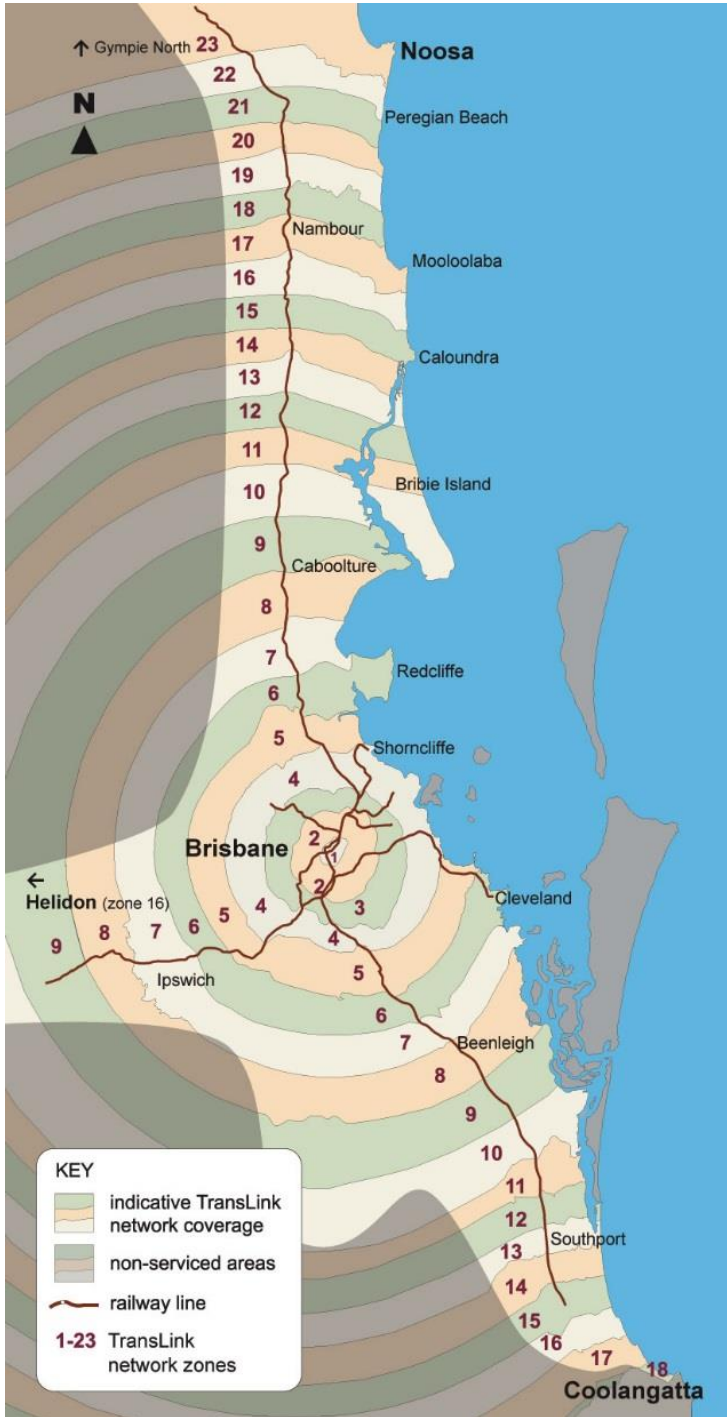 ↑ Gympie North 23
Noosa
22
N
21
Peregian Beach
20
19
18
Nambour
17
Mooloolaba
16
15
14
Caloundra
13
12
11
Bribie Island
10
9
Caboolture
8
7
Redcliffe
6
5
Shorncliffe
4
2
Brisbane
1
2
←
Helidon (zone 16)
Cleveland
9
8
7
6
5
4
3
4
Ipswich
5
6
7
Beenleigh
8
9
10
11
12
Southport
13
14
15
16
17
18
Coolangatta
KEY
indicative TransLink
network coverage
non-serviced areas
railway line
1-23 TransLink
network zones